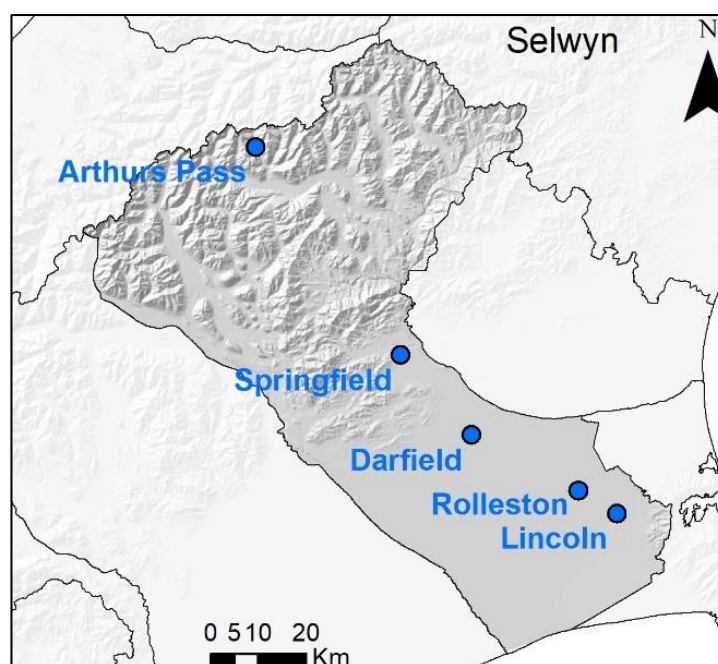 Selwyn
N
Arthurs Pass
Springfield
Darfield
Rolleston
Lincoln
0 5 10 20
Km